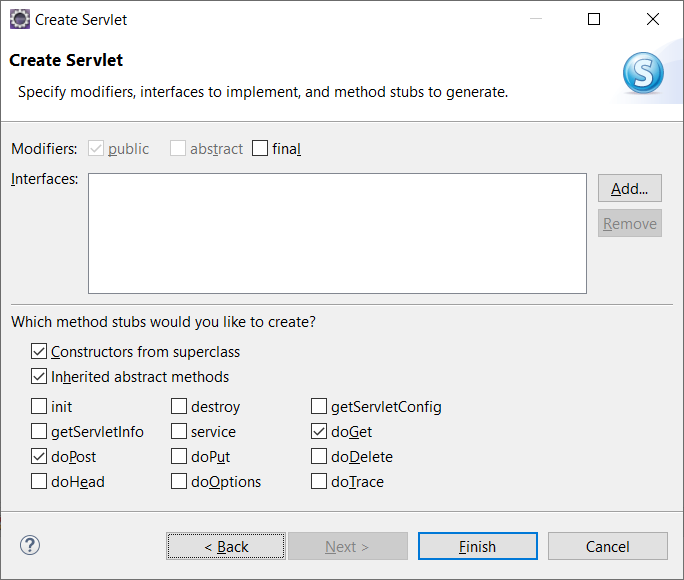 Create Servlet
Create Servlet
Specify modifiers, interfaces to implement, and method stubs to generate.
Modifiers: public abstract final
Interfaces:
Add...
Remove
Which method stubs would you like to create?
Constructors from superclass
Inherited abstract methods
init destroy getServletConfig
getServletInfo service doGet
doPost doPut doDelete
doHead doOptions doTrace
? < Back Next > Finish Cancel